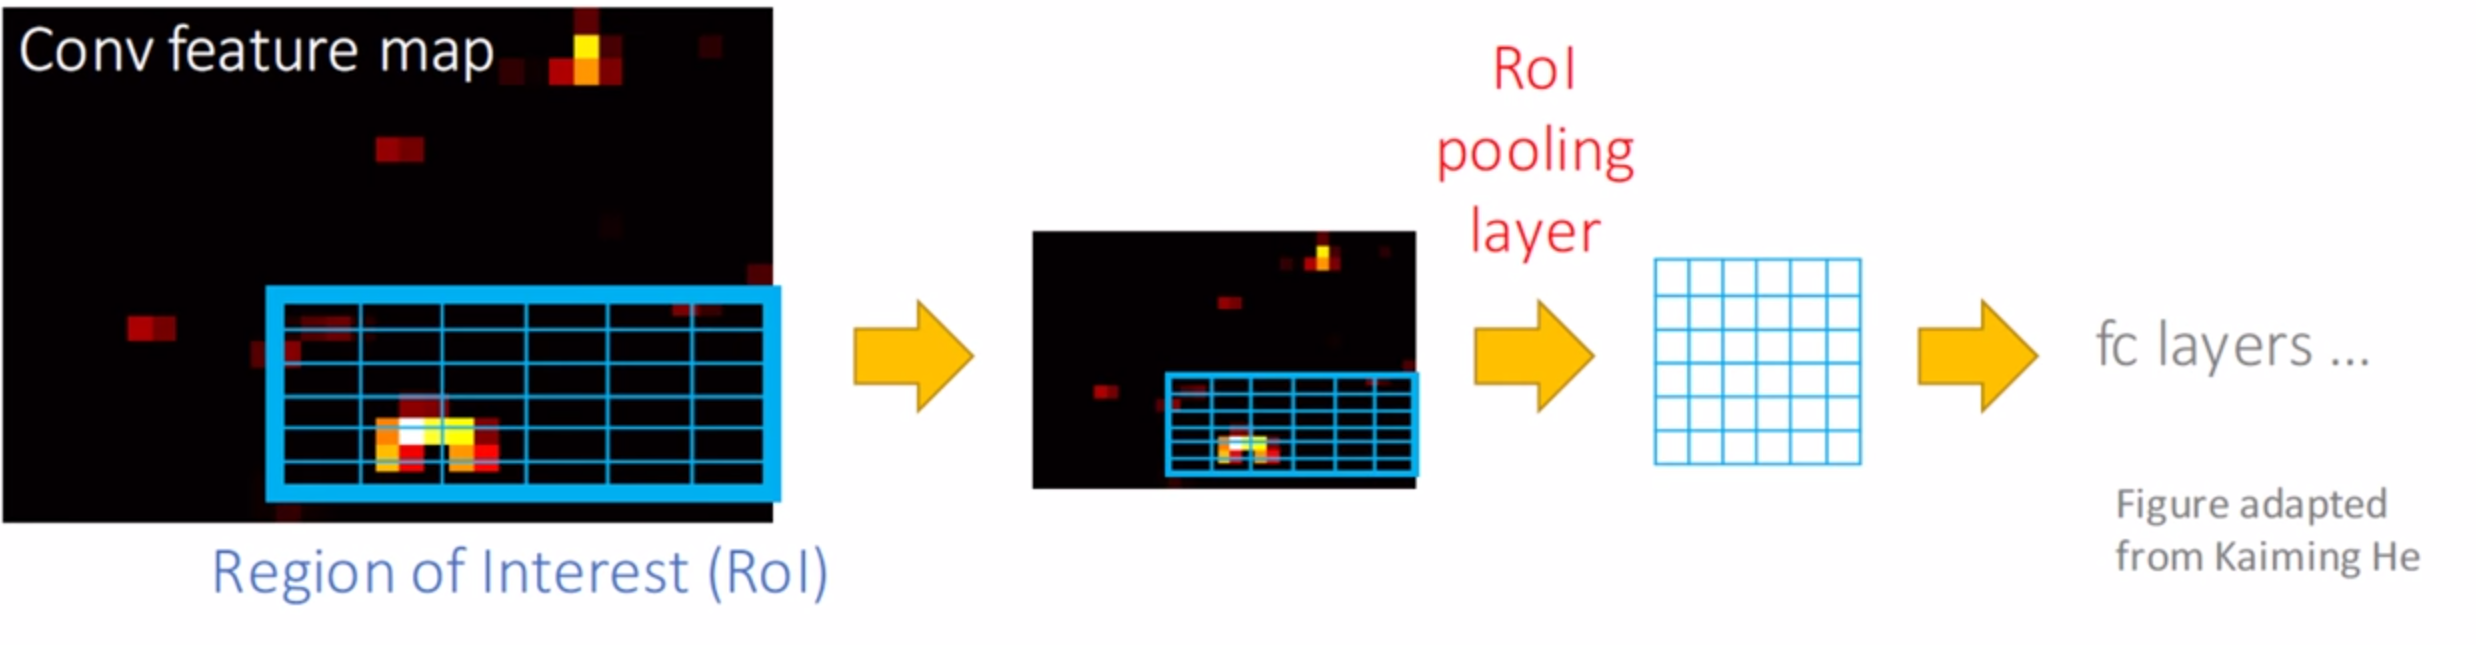 Conv feature map
Region of Interest (RoI)
RoI
pooling
layer
fc layers ...
Figure adapted
from Kaiming He